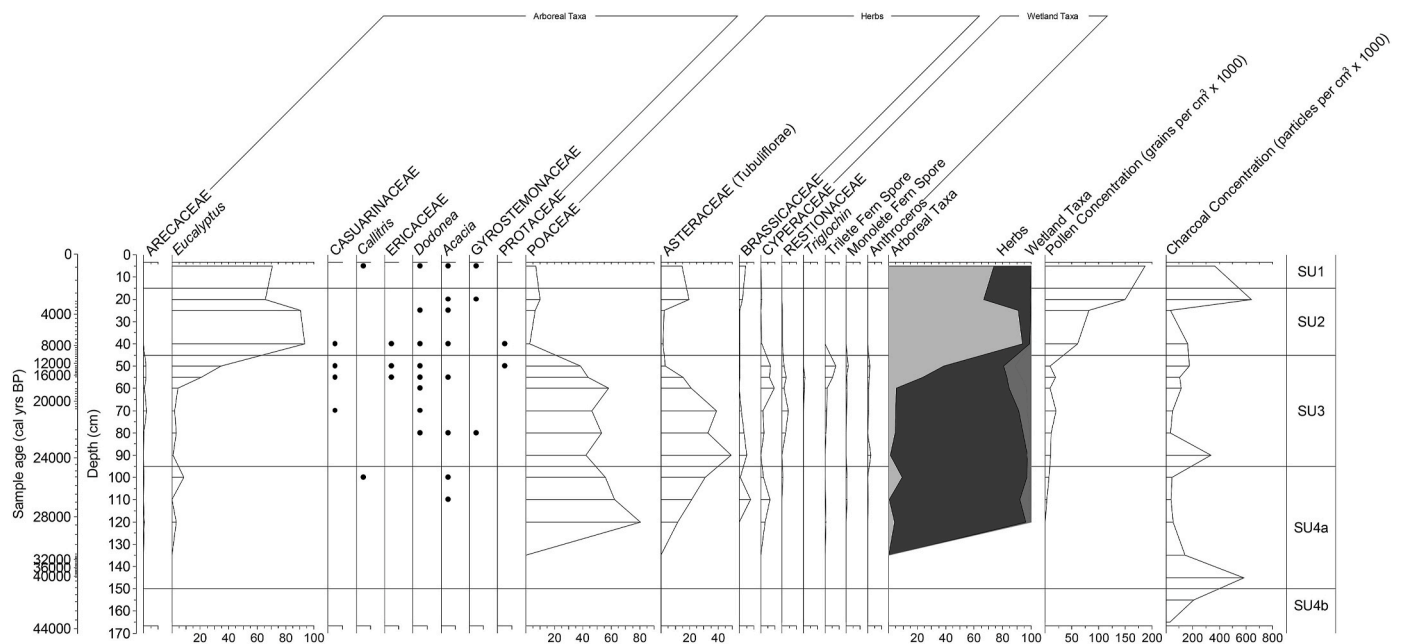 Arboreal Taxa
Herbs
Wetland Taxa
ARECACEAE
Eucalyptus
CASUARINACEAE
Callitris
ERICACEAE
Dodonea
Acacia
GYROSTEMONACEAE
PROTACEAE
POACEAE
ASTERACEAE (Tubuliflorae)
BRASSICACEAE
CYPERACEAE
RESTIONACEAE
Triglochin
Trilete Fern Spore
Monolete Fern Spore
Anthroceros
Arboreal Taxa
Herbs
Wetland Taxa
Pollen Concentration (grains per cm³ x 1000)
Charcoal Concentration (particles per cm³ x 1000)
Sample age (cal yrs BP)
0
4000
8000
12000
16000
20000
24000
28000
32000
36000
40000
44000
Depth (cm)
0
10
20
30
40
50
60
70
80
90
100
110
120
130
140
150
160
170
SU1
SU2
SU3
SU4a
SU4b
20 40 60 80 100
20 40 60 80
20 40
20 40 60 80 100
0 50 100 150 200
0 200 400 600 800